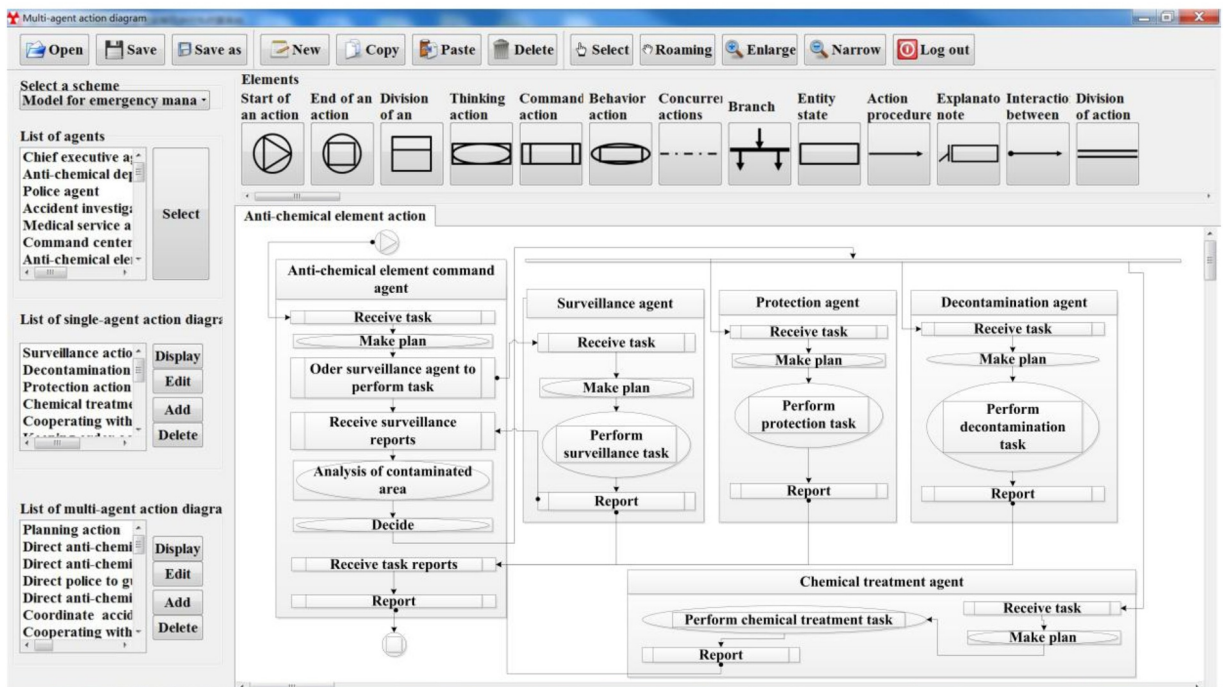 Multi-agent action diagram
Open Save Save as New Copy Paste Delete Select Roaming Enlarge Narrow Log out
Select a scheme
Model for emergency mana
List of agents
Chief executive a
Anti-chemical dep
Police agent
Accident investiga
Medical service a
Command center
Anti-chemical ele
Select
List of single-agent action diagra
Surveillance actio
Decontamination
Protection action
Chemical treatme
Cooperating with
Display
Edit
Add
Delete
List of multi-agent action diagra
Planning action
Direct anti-chemi
Direct anti-chemi
Direct police to gu
Direct anti-chemi
Coordinate accid
Cooperating with
Display
Edit
Add
Delete
Elements
Start of an action
End of an action
Division of an
Thinking action
Command action
Behavior action
Concurre actions
Branch
Entity state
Action procedure
Explanato note
Interactio between
Division of action
Anti-chemical element action
Anti-chemical element command
agent
Receive task
Make plan
Oder surveillance agent to
perform task
Receive surveillance
reports
Analysis of contaminated
area
Decide
Receive task reports
Report
Surveillance agent
Receive task
Make plan
Perform
surveillance task
Report
Protection agent
Receive task
Make plan
Perform
protection task
Report
Decontamination agent
Receive task
Make plan
Perform
decontamination
task
Report
Chemical treatment agent
Receive task
Make plan
Perform chemical treatment task
Report